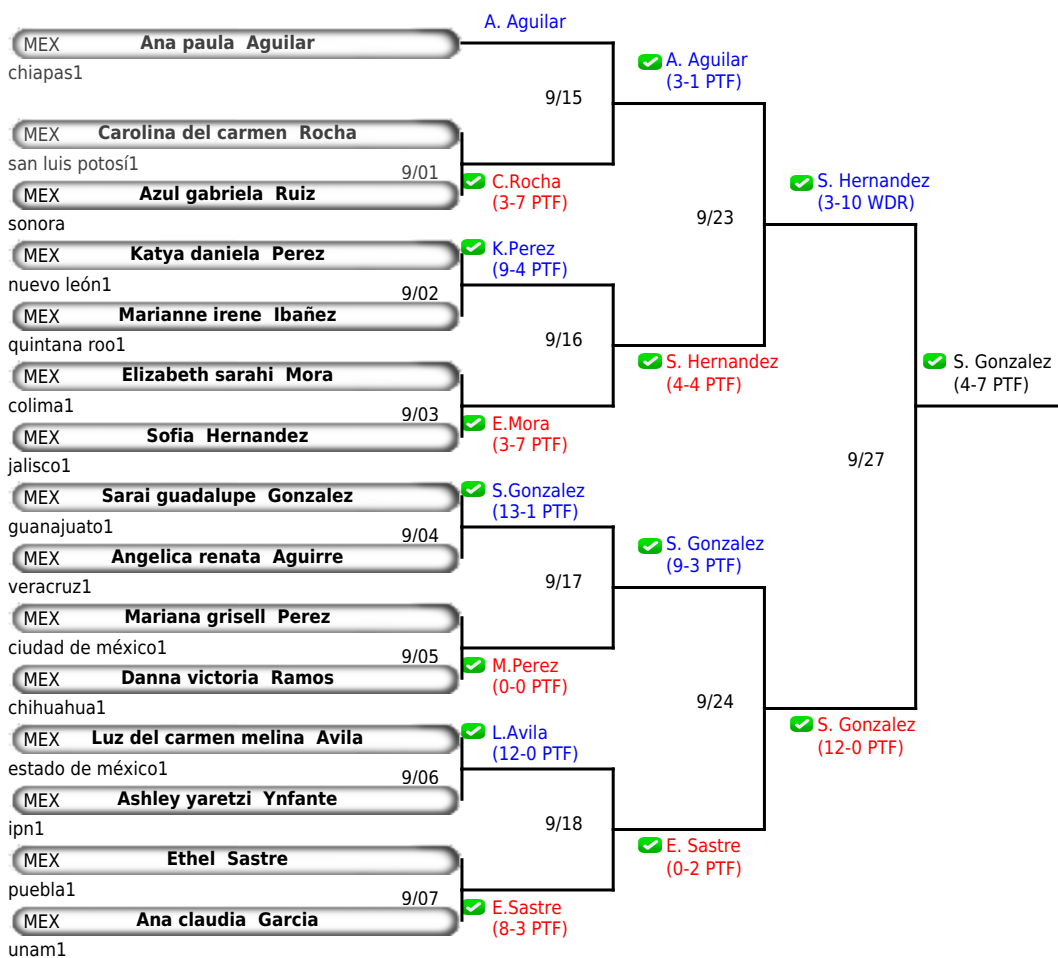 A. Aguilar
MEX Ana paula Aguilar
chiapas1
A. Aguilar
(3-1 PTF)
9/15
MEX Carolina del carmen Rocha
san luis potosí1
9/01
MEX Azul gabriela Ruiz
sonora
C.Rocha
(3-7 PTF)
S. Hernandez
(3-10 WDR)
9/23
MEX Katya daniela Perez
nuevo león1
K.Perez
(9-4 PTF)
9/02
MEX Marianne irene Ibañez
quintana roo1
9/16
MEX Elizabeth sarahi Mora
colima1
S. Hernandez
(4-4 PTF)
S. Gonzalez
(4-7 PTF)
9/03
MEX Sofia Hernandez
jalisco1
E.Mora
(3-7 PTF)
9/27
MEX Sarai guadalupe Gonzalez
guanajuato1
S.Gonzalez
(13-1 PTF)
9/04
MEX Angelica renata Aguirre
veracruz1
S. Gonzalez
(9-3 PTF)
9/17
MEX Mariana grisell Perez
ciudad de méxico1
9/05
MEX Danna victoria Ramos
chihuahua1
M.Perez
(0-0 PTF)
9/24
MEX Luz del carmen melina Avila
estado de méxico1
L.Avila
(12-0 PTF)
S. Gonzalez
(12-0 PTF)
9/06
MEX Ashley yaretzi Ynfante
ipn1
9/18
MEX Ethel Sastre
puebla1
E. Sastre
(0-2 PTF)
9/07
MEX Ana claudia Garcia
unam1
E.Sastre
(8-3 PTF)